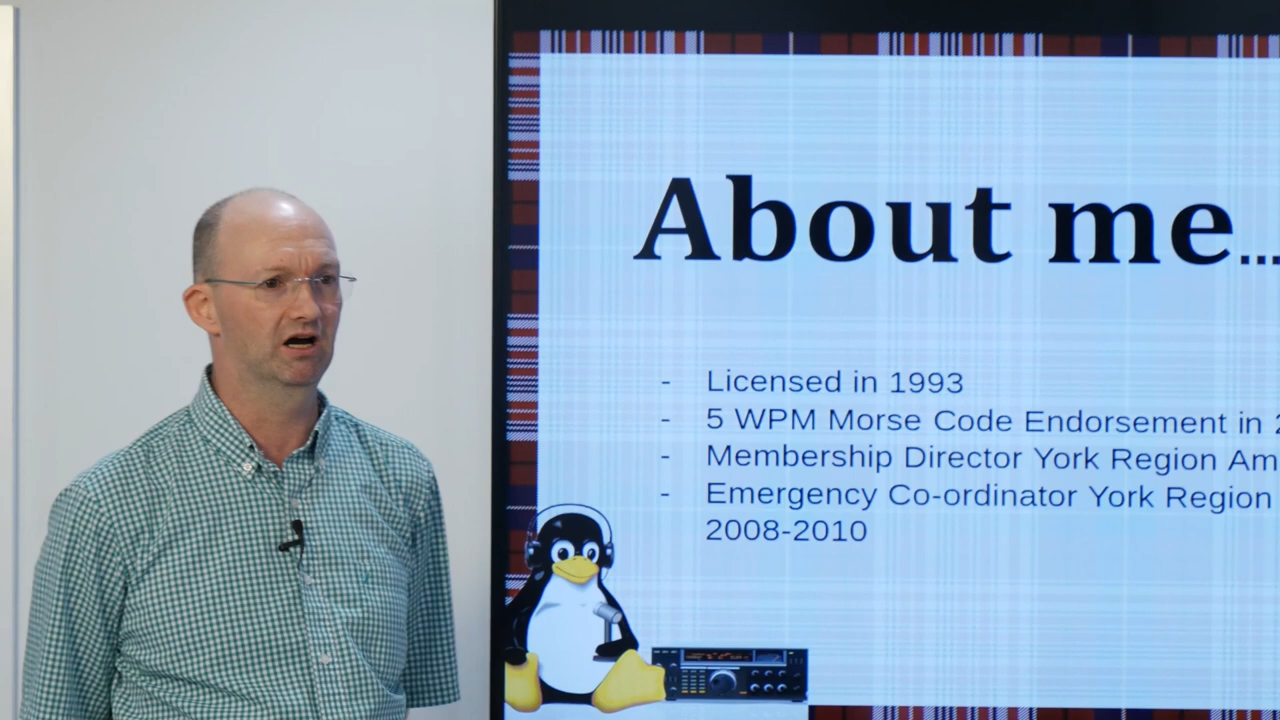 About me...
- Licensed in 1993
- 5 WPM Morse Code Endorsement in
- Membership Director York Region
- Emergency Co-ordinator York Region
2008-2010